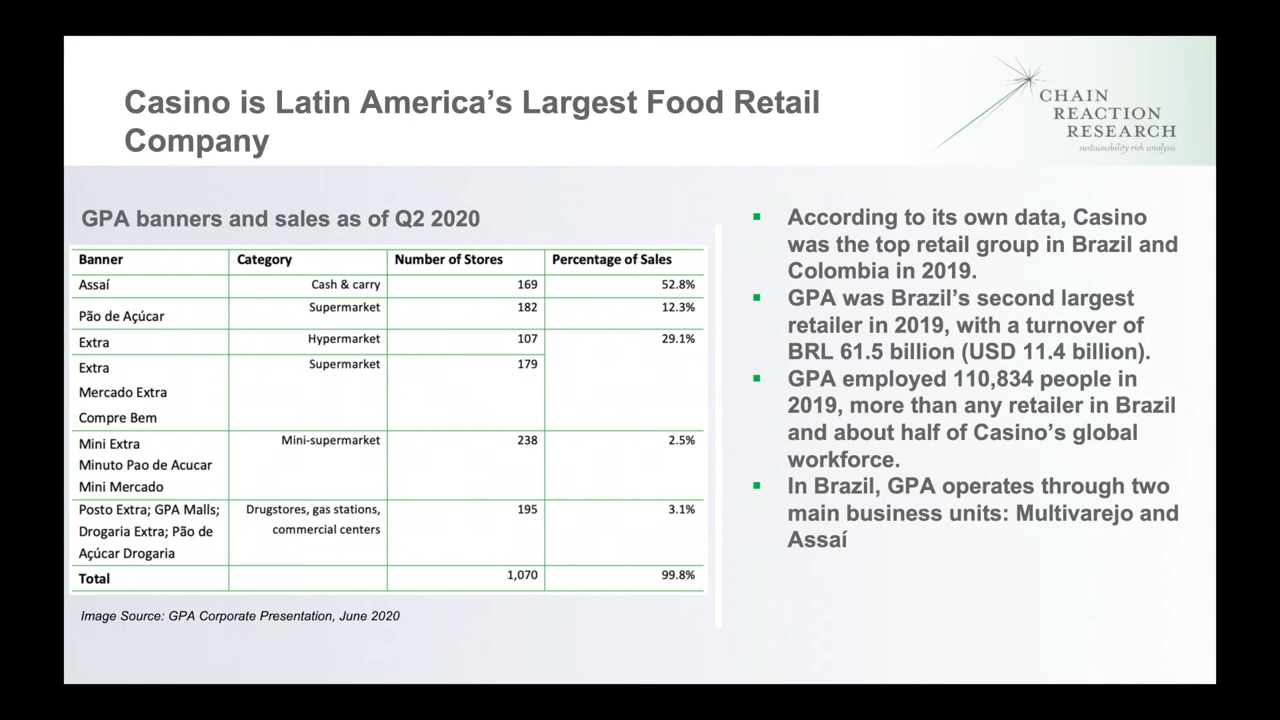 Casino is Latin America's Largest Food Retail
Company
CHAIN
REACTION
RESEARCH
sustainability risk analysis
GPA banners and sales as of Q2 2020
Banner Category Number of Stores Percentage of Sales
Assaí Cash & carry 169 52.8%
Pão de Açúcar Supermarket 182 12.3%
Extra Hypermarket 107 29.1%
Extra Supermarket 179
Mercado Extra
Compre Bem
Mini Extra Mini-supermarket 238 2.5%
Minuto Pao de Acucar
Mini Mercado
Posto Extra; GPA Malls; Drugstores, gas stations, 195 3.1%
Drogaria Extra; Pão de commercial centers
Açúcar Drogaria
Total 1,070 99.8%
Image Source: GPA Corporate Presentation, June 2020
▪ According to its own data, Casino
was the top retail group in Brazil and
Colombia in 2019.
▪ GPA was Brazil's second largest
retailer in 2019, with a turnover of
BRL 61.5 billion (USD 11.4 billion).
▪ GPA employed 110,834 people in
2019, more than any retailer in Brazil
and about half of Casino's global
workforce.
▪ In Brazil, GPA operates through two
main business units: Multivarejo and
Assaí